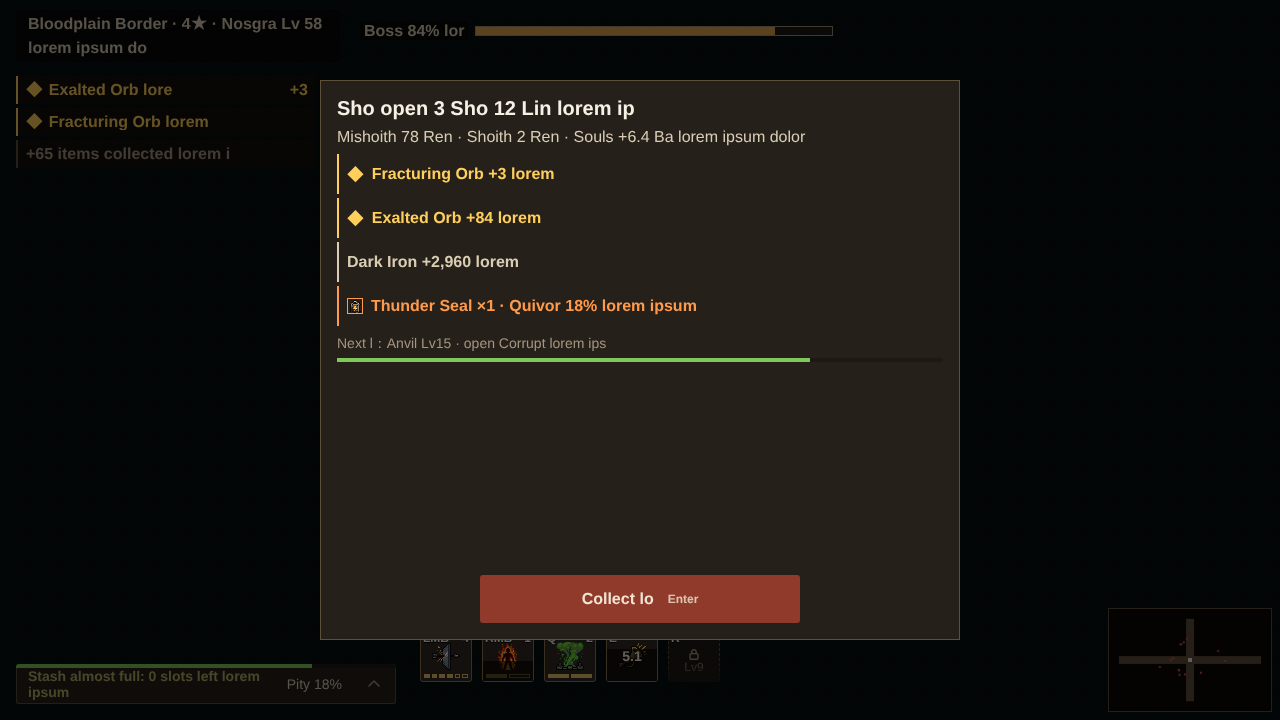 Bloodplain Border · 4★ · Nosgra Lv 58
lorem ipsum do
Boss 84% lor
Exalted Orb lore +3
Fracturing Orb lorem
+65 items collected lorem i
Sho open 3 Sho 12 Lin lorem ip
Mishoith 78 Ren · Shoith 2 Ren · Souls +6.4 Ba lorem ipsum dolor
Fracturing Orb +3 lorem
Exalted Orb +84 lorem
Dark Iron +2,960 lorem
Thunder Seal ×1 · Quivor 18% lorem ipsum
Next l：Anvil Lv15 · open Corrupt lorem ips
Collect lo Enter
5.1
Lv9
Stash almost full: 0 slots left lorem
ipsum
Pity 18%